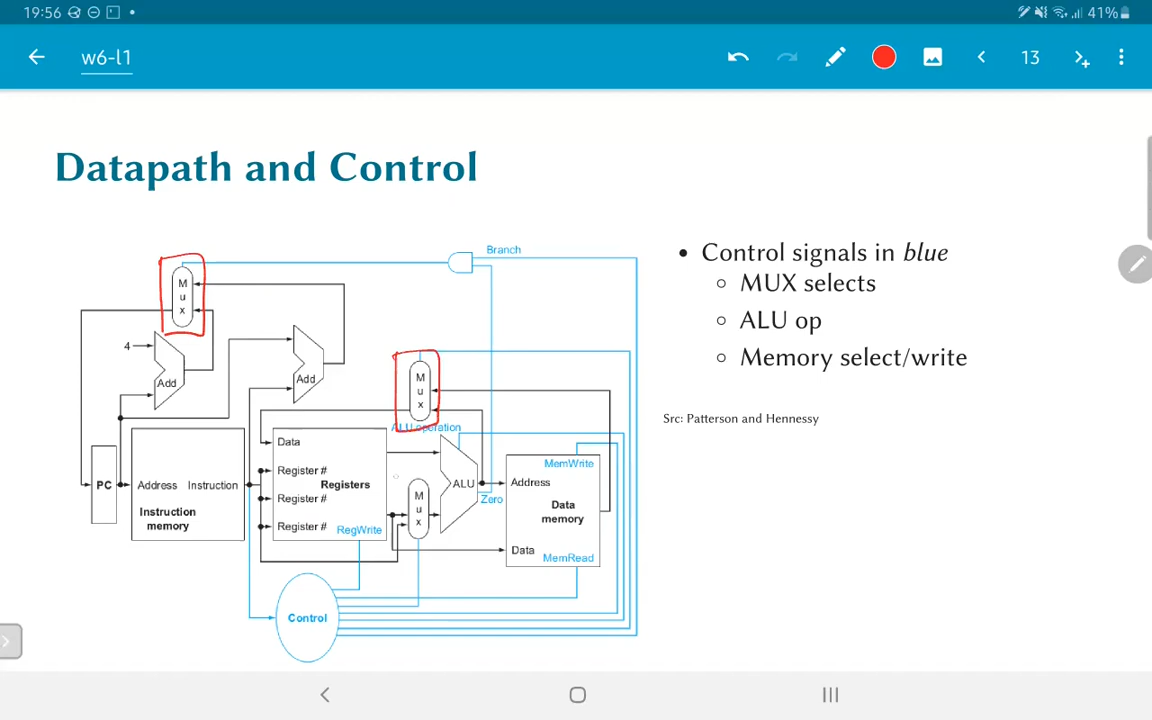 19:56
41%
w6-l1
13
Datapath and Control
Branch
M
u
x
4
Add
Add
M
u
x
ALU operation
Data
Register #
Registers
Register #
Register #
RegWrite
PC
Address
Instruction
Instruction
memory
M
u
x
ALU
Zero
MemWrite
Address
Data
memory
Data
MemRead
Control
• Control signals in blue
○ MUX selects
○ ALU op
○ Memory select/write
Src: Patterson and Hennessy